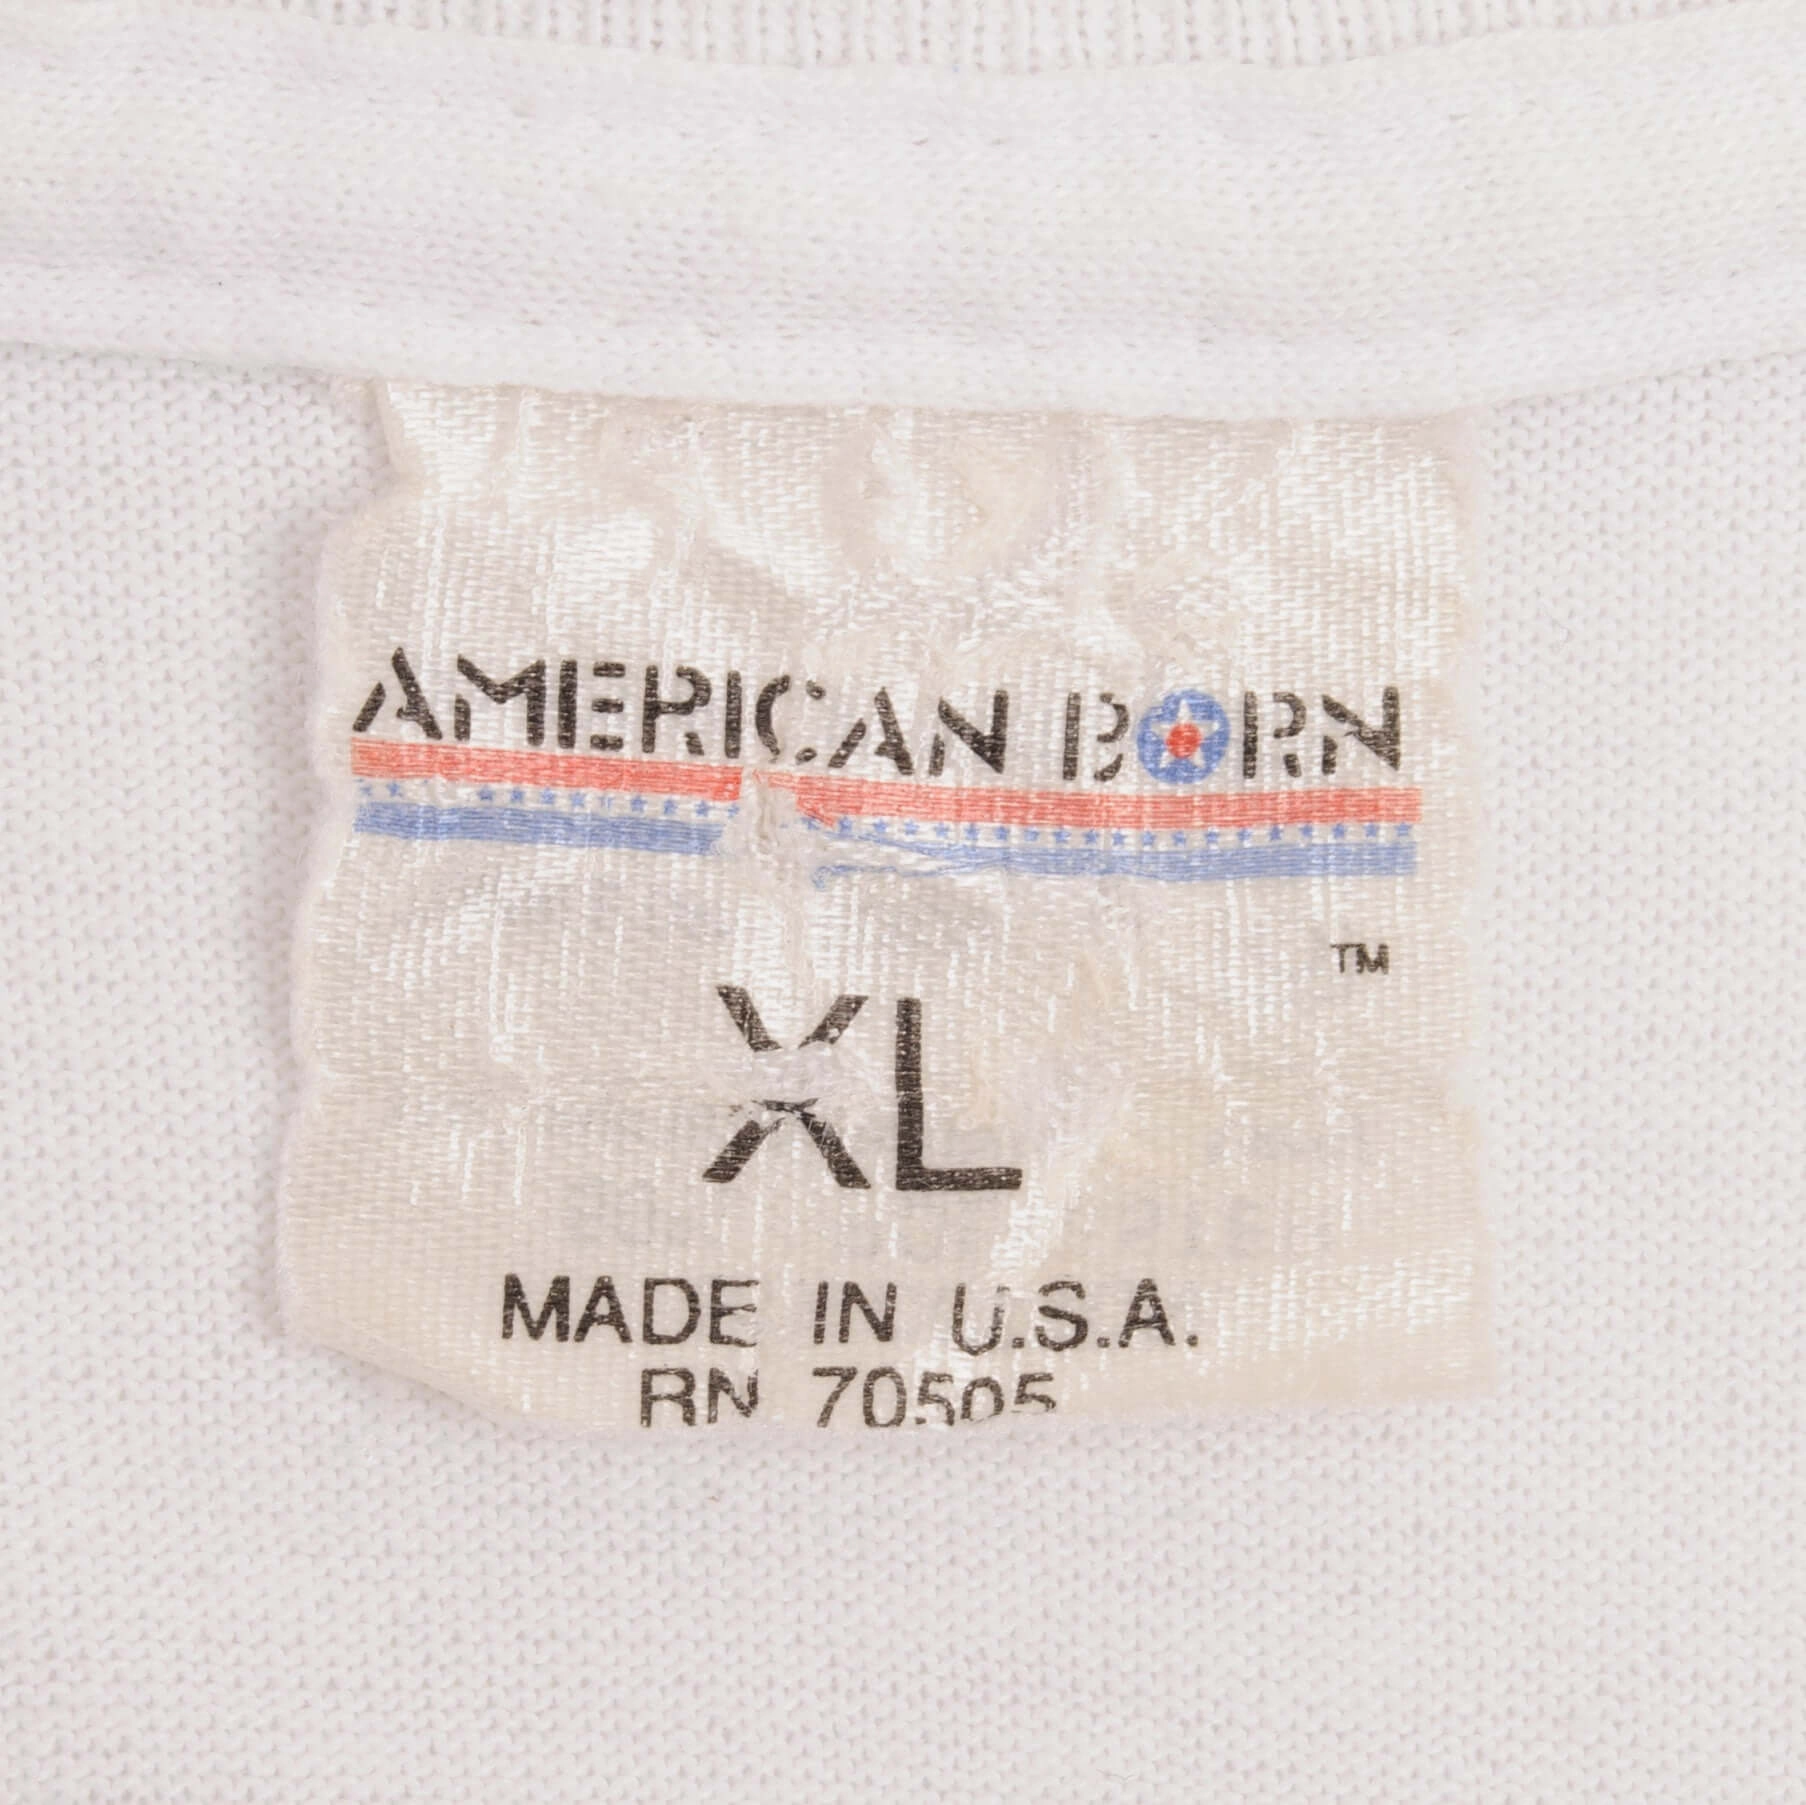 AMERICAN BORN
TM
XL
MADE IN U.S.A.
RN 70505